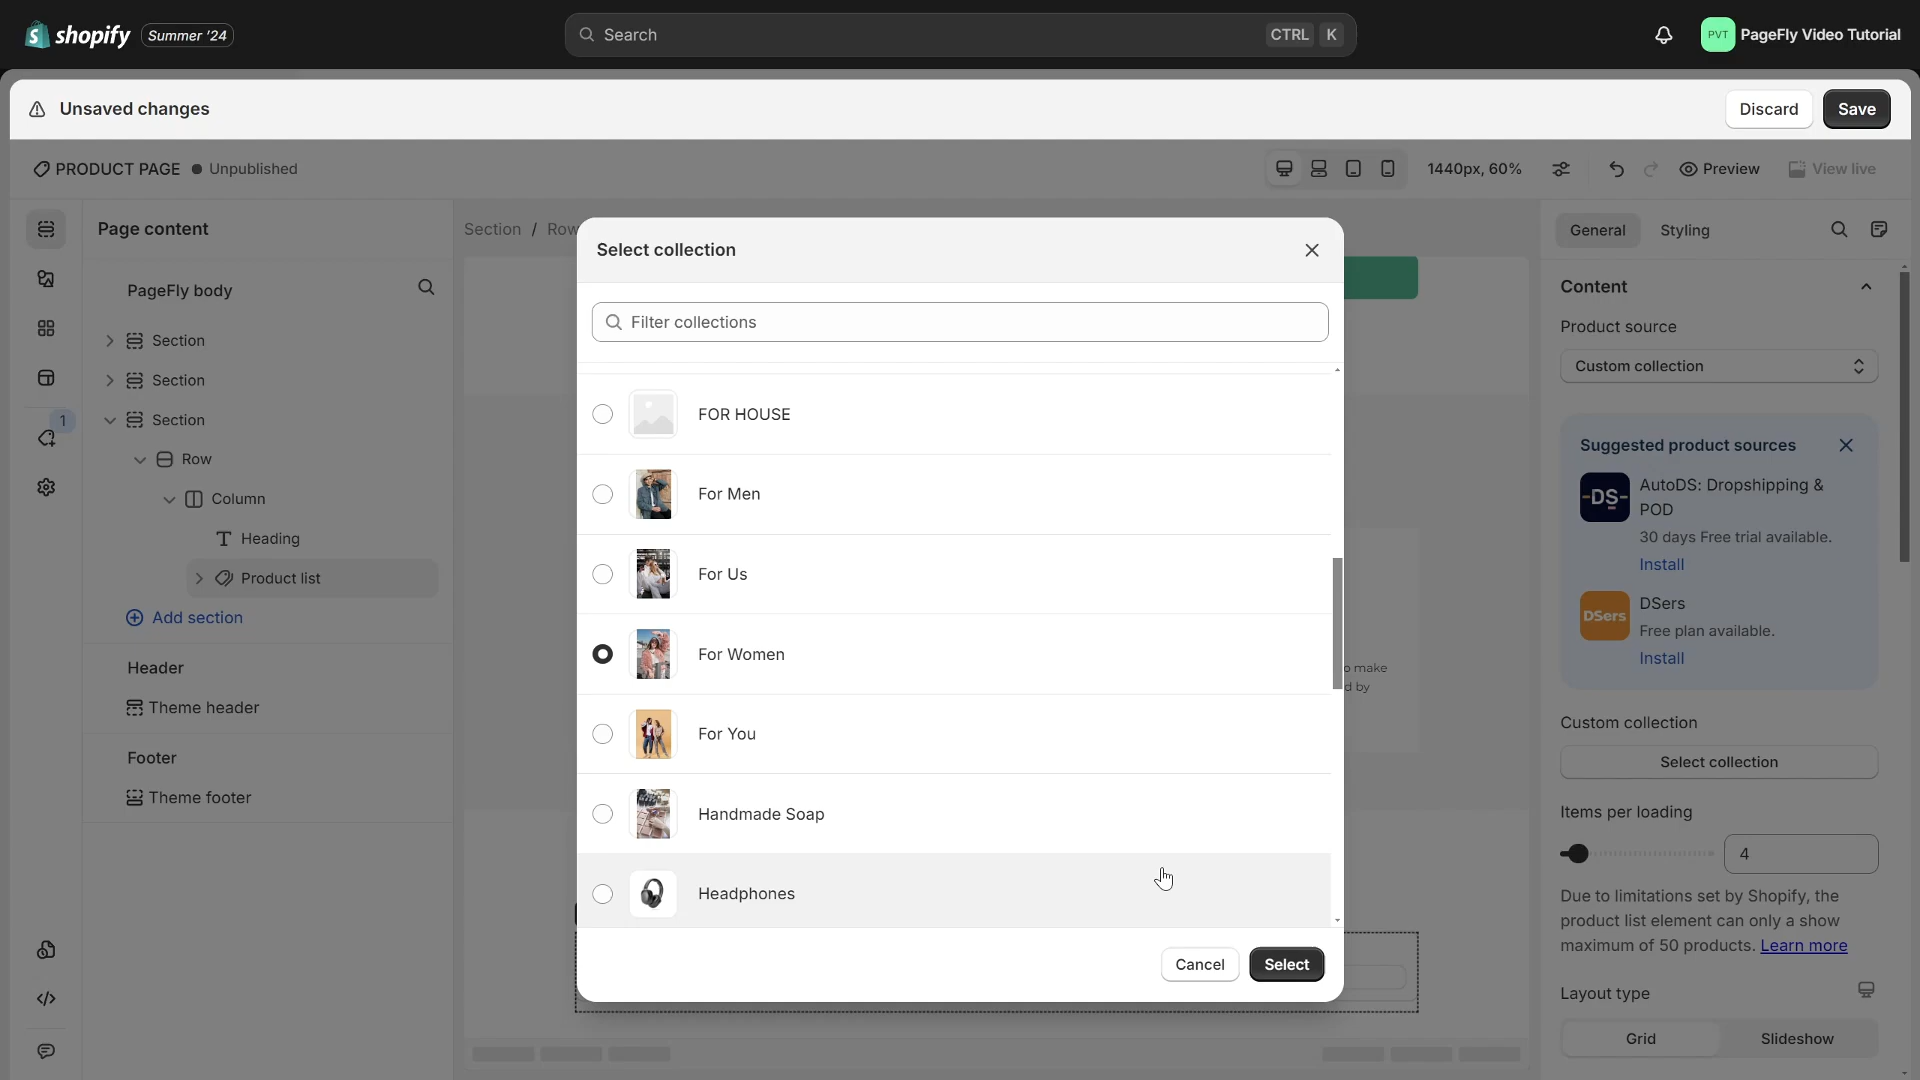 shopify
Summer '24
Search
CTRL K
PVT
PageFly Video Tutorial
Unsaved changes
Discard
Save
PRODUCT PAGE
Unpublished
1440px, 60%
Preview
View live
Page content
PageFly body
Section
Section
Section
Row
Column
Heading
Product list
Add section
Header
Theme header
Footer
Theme footer
1
Section / Row
Select collection
Filter collections
FOR HOUSE
For Men
For Us
For Women
For You
Handmade Soap
Headphones
Cancel
Select
o make
d by
General
Styling
Content
Product source
Custom collection
Suggested product sources
-DS-
AutoDS: Dropshipping &
POD
30 days Free trial available.
Install
DSers
DSers
Free plan available.
Install
Custom collection
Select collection
Items per loading
4
Due to limitations set by Shopify, the
product list element can only a show
maximum of 50 products. Learn more
Layout type
Grid
Slideshow